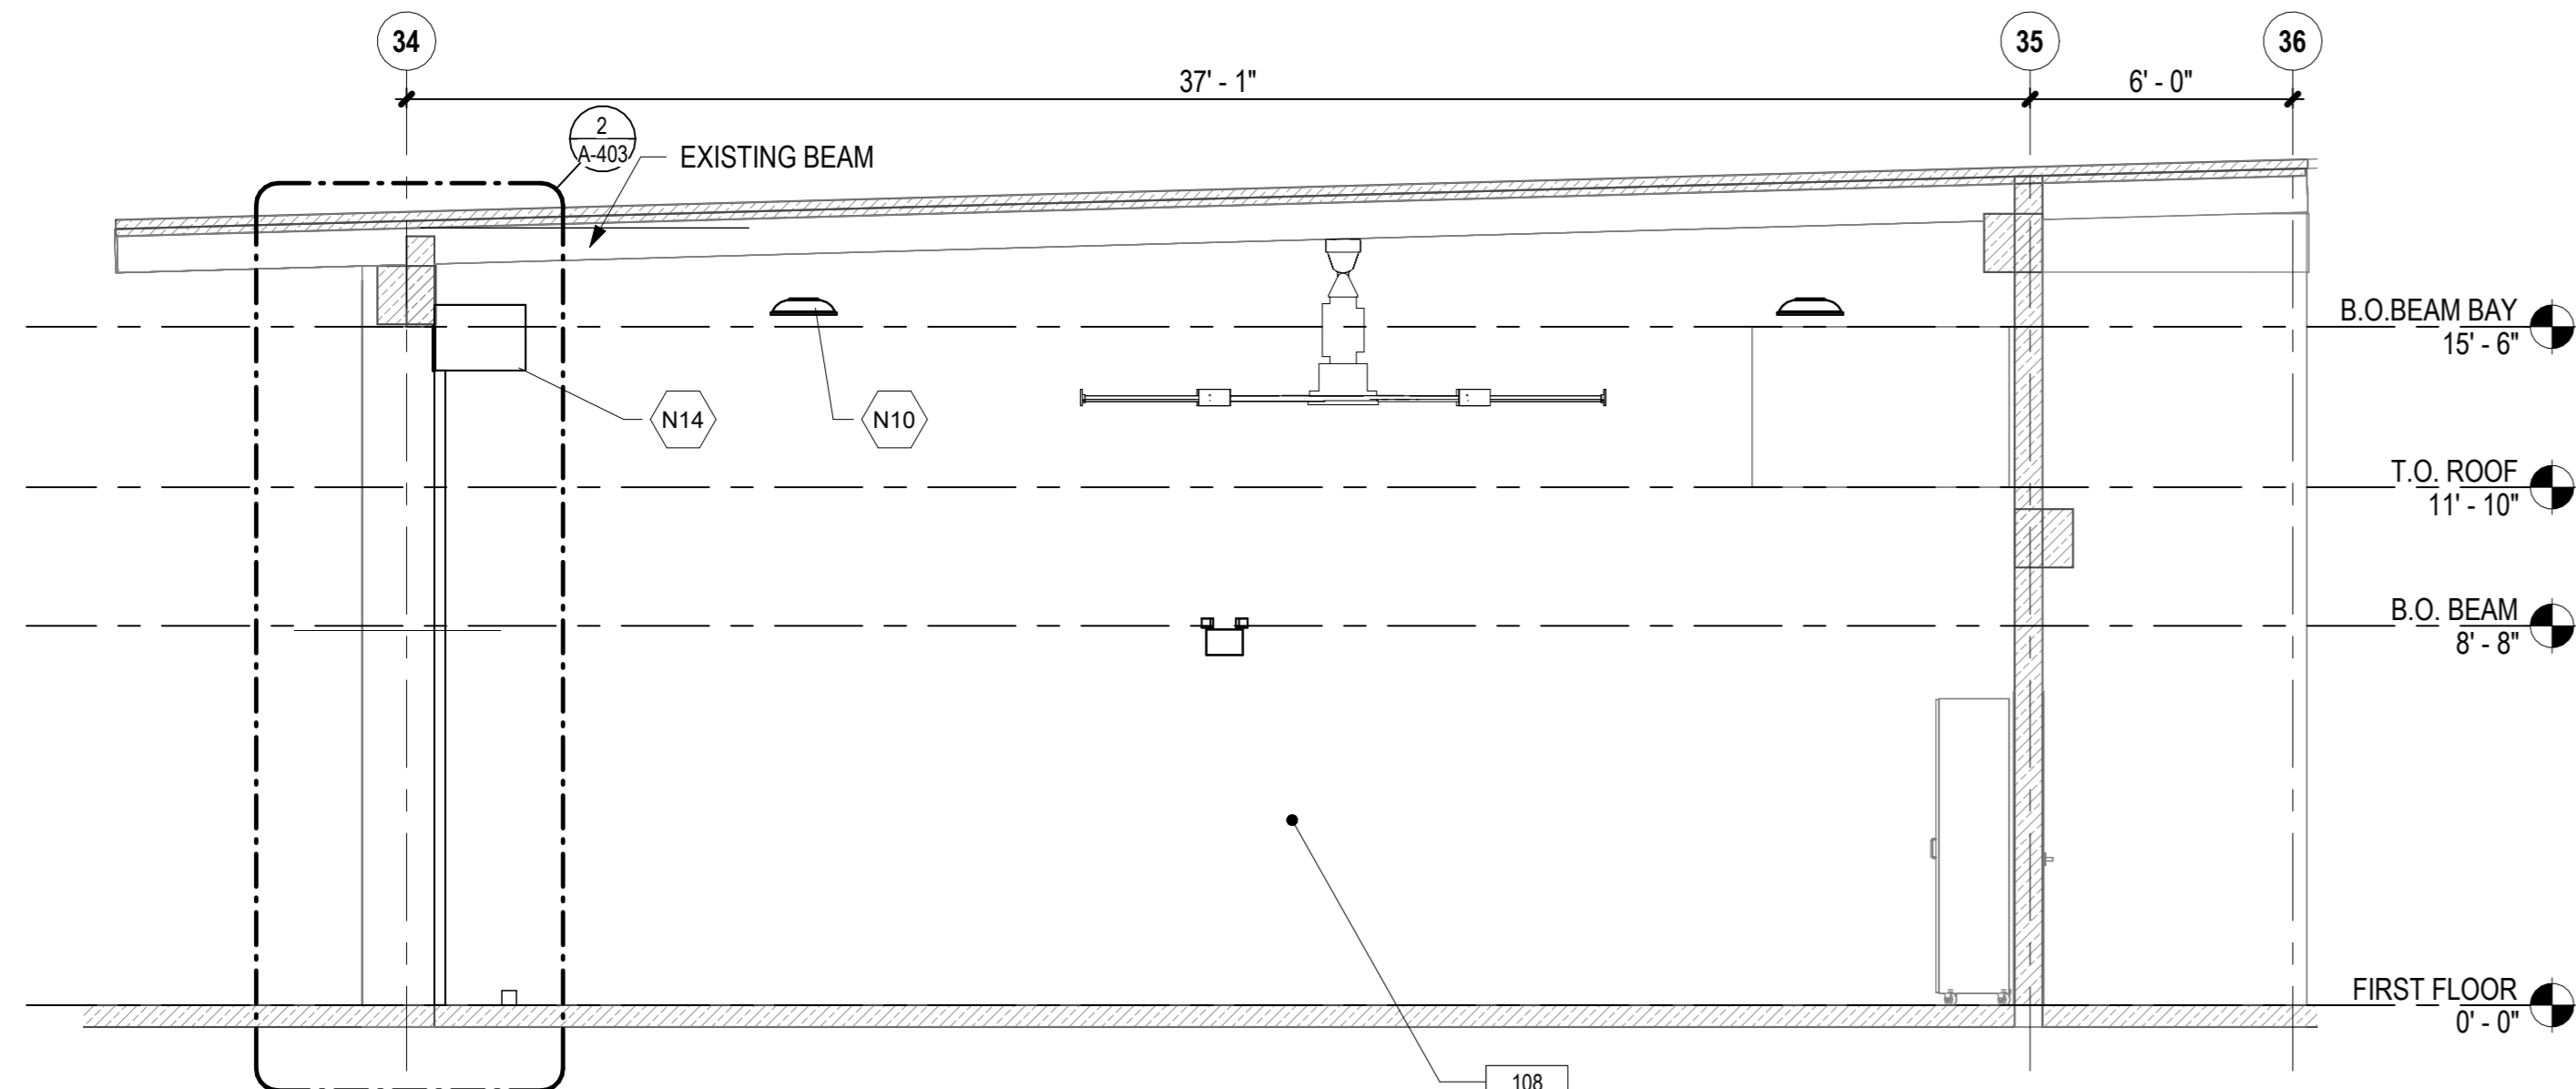 34
35
36
37' - 1"
6' - 0"
2
A-403
EXISTING BEAM
B.O.BEAM BAY
15' - 6"
N14
N10
T.O. ROOF
11' - 10"
B.O. BEAM
8' - 8"
FIRST FLOOR
0' - 0"
108